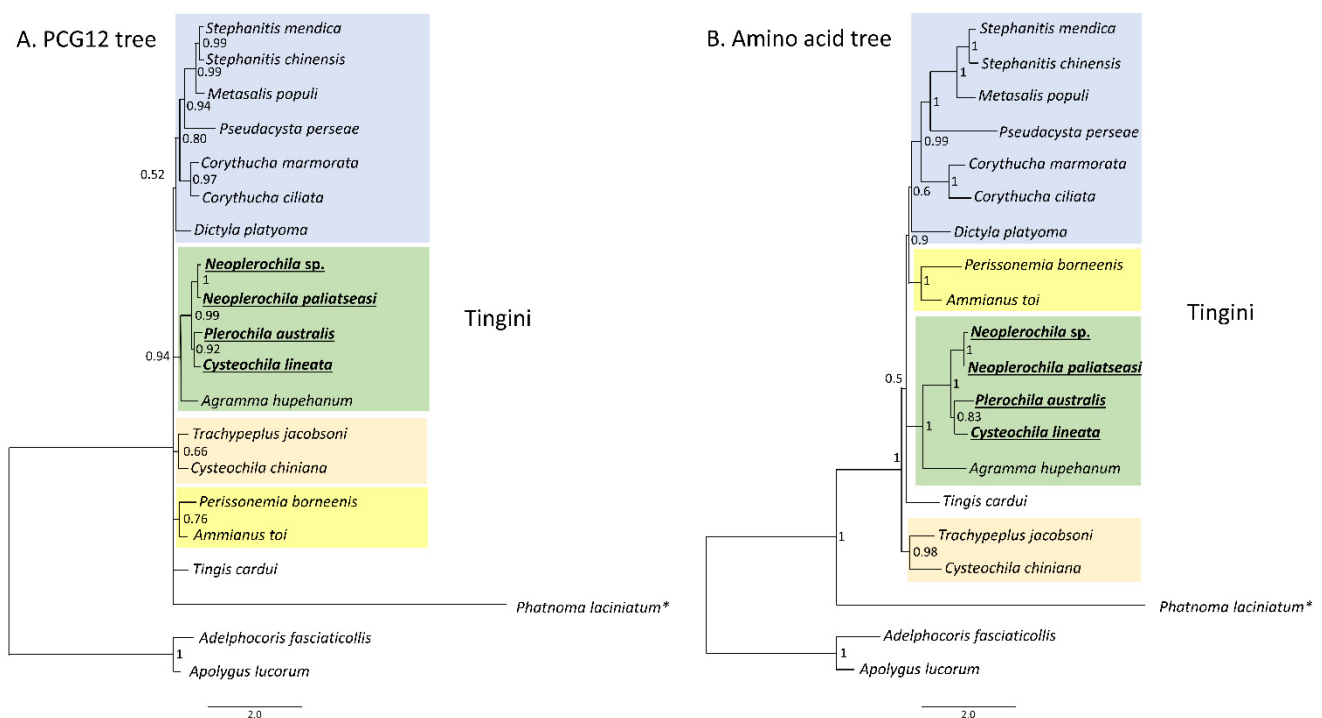 A. PCG12 tree
Stephanitis mendica
0.99
Stephanitis chinensis
0.99
Metasalis populi
0.94
Pseudacysta perseae
0.80
Corythucha marmorata
0.52
0.97
Corythucha ciliata
Dictyla platyoma
Neoplerochila sp.
1
Neoplerochila paliatseasi
0.99
Tingini
Plerochila australis
0.94
0.92
Cysteochila lineata
Agramma hupehanum
Trachypeplus jacobsoni
0.66
Cysteochila chiniana
Perissonemia borneenis
0.76
Ammianus toi
Tingis cardui
Phatnoma laciniatum*
Adelphocoris fasciaticollis
1
Apolygus lucorum
2.0
B. Amino acid tree
Stephanitis mendica
1
Stephanitis chinensis
1
Metasalis populi
1
Pseudacysta perseae
0.99
Corythucha marmorata
1
0.6
Corythucha ciliata
Dictyla platyoma
0.9
Perissonemia borneenis
1
Ammianus toi
Tingini
Neoplerochila sp.
1
Neoplerochila paliatseasi
0.5
1
Plerochila australis
0.83
Cysteochila lineata
1
1
Agramma hupehanum
Tingis cardui
Trachypeplus jacobsoni
0.98
Cysteochila chiniana
1
Phatnoma laciniatum*
Adelphocoris fasciaticollis
1
Apolygus lucorum
2.0